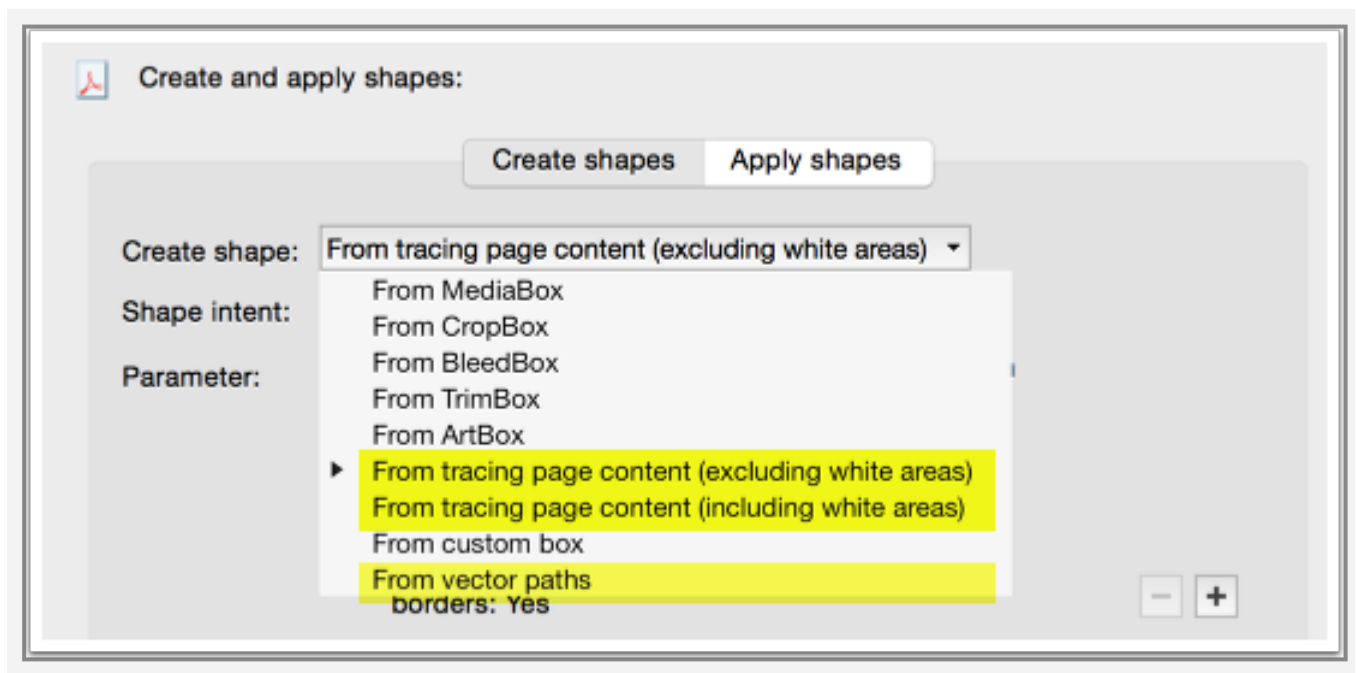 Create and apply shapes:
Create shapes Apply shapes
Create shape: From tracing page content (excluding white areas)
From MediaBox
Shape intent:
From CropBox
From BleedBox
Parameter:
From TrimBox
From ArtBox
From tracing page content (excluding white areas)
From tracing page content (including white areas)
From custom box
From vector paths
borders: Yes